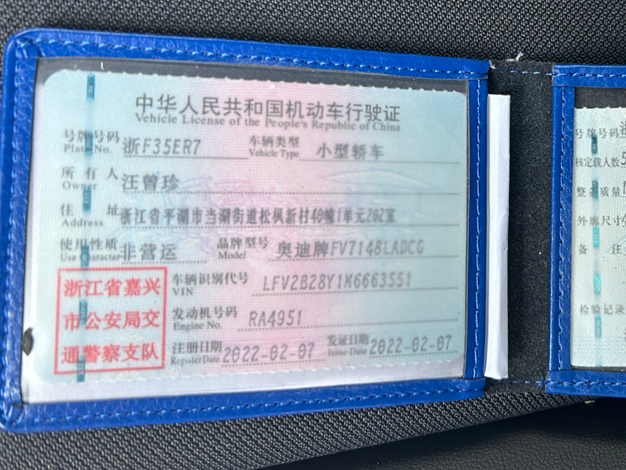 中华人民共和国机动车行驶证
Vehicle License of the People's Republic of China
号牌号码 浙F35ER7 车辆类型 小型轿车
Plate No. Vehicle Type
所有人 汪曾珍
Owner
住址 浙江省平湖市当湖街道松枫新村40幢1单元202室
Address
使用性质 非营运 品牌型号 奥迪牌FV7148LADCG
Use Character Model
浙江省嘉兴
市公安局交
通警察支队
车辆识别代号 LFV2B28Y1M6663551
VIN
发动机号码 RA4951
Engine No.
注册日期 2022-02-07 发证日期 2022-02-07
Register Date Issue Date
号牌号码
核定载人数
整备质量
外廓尺寸
备注
检验记录